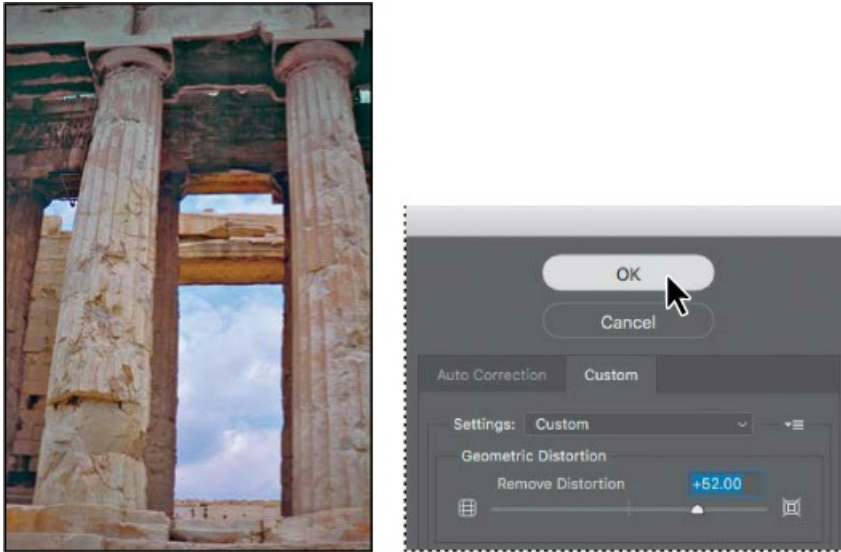 OK
Cancel
Auto Correction Custom
Settings: Custom
Geometric Distortion
Remove Distortion +52.00